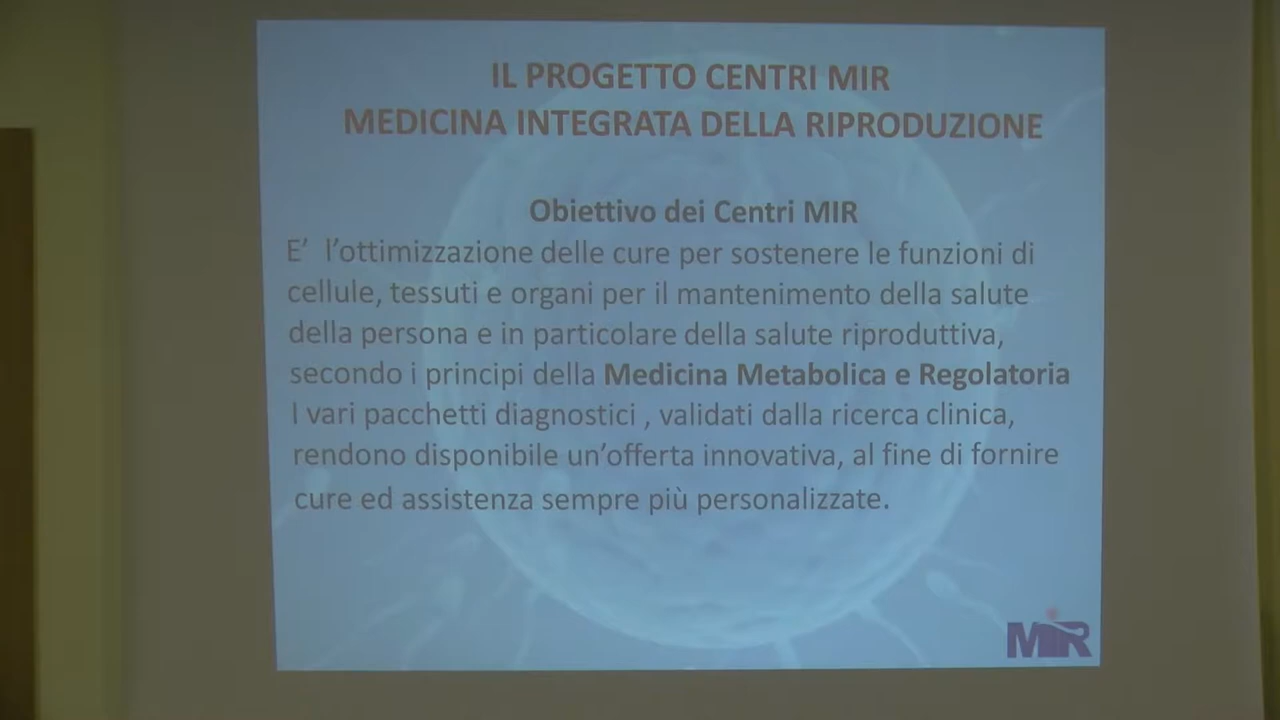 IL PROGETTO CENTRI MIR
MEDICINA INTEGRATA DELLA RIPRODUZIONE
Obiettivo dei Centri MIR
E’ l’ottimizzazione delle cure per sostenere le funzioni di
cellule, tessuti e organi per il mantenimento della salute
della persona e in particolare della salute riproduttiva,
secondo i principi della Medicina Metabolica e Regolatoria
I vari pacchetti diagnostici , validati dalla ricerca clinica,
rendono disponibile un’offerta innovativa, al fine di fornire
cure ed assistenza sempre più personalizzate.
MIR